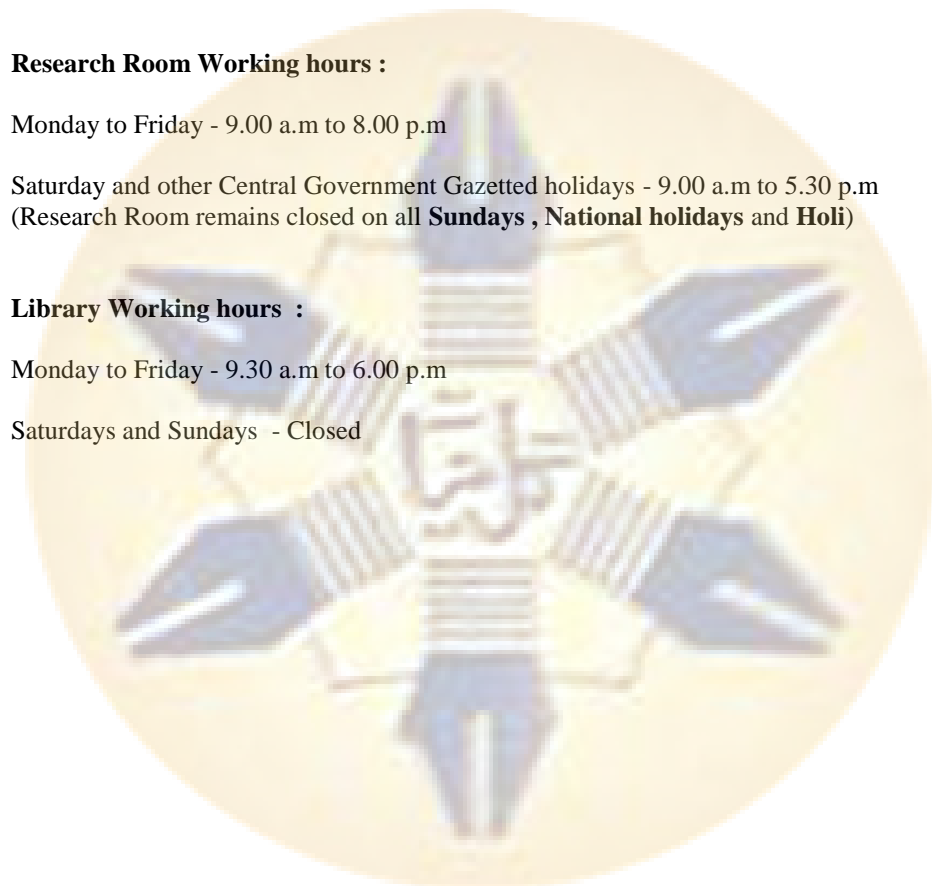 Research Room Working hours :
Monday to Friday - 9.00 a.m to 8.00 p.m
Saturday and other Central Government Gazetted holidays - 9.00 a.m to 5.30 p.m
(Research Room remains closed on all Sundays , National holidays and Holi)
Library Working hours :
Monday to Friday - 9.30 a.m to 6.00 p.m
Saturdays and Sundays - Closed